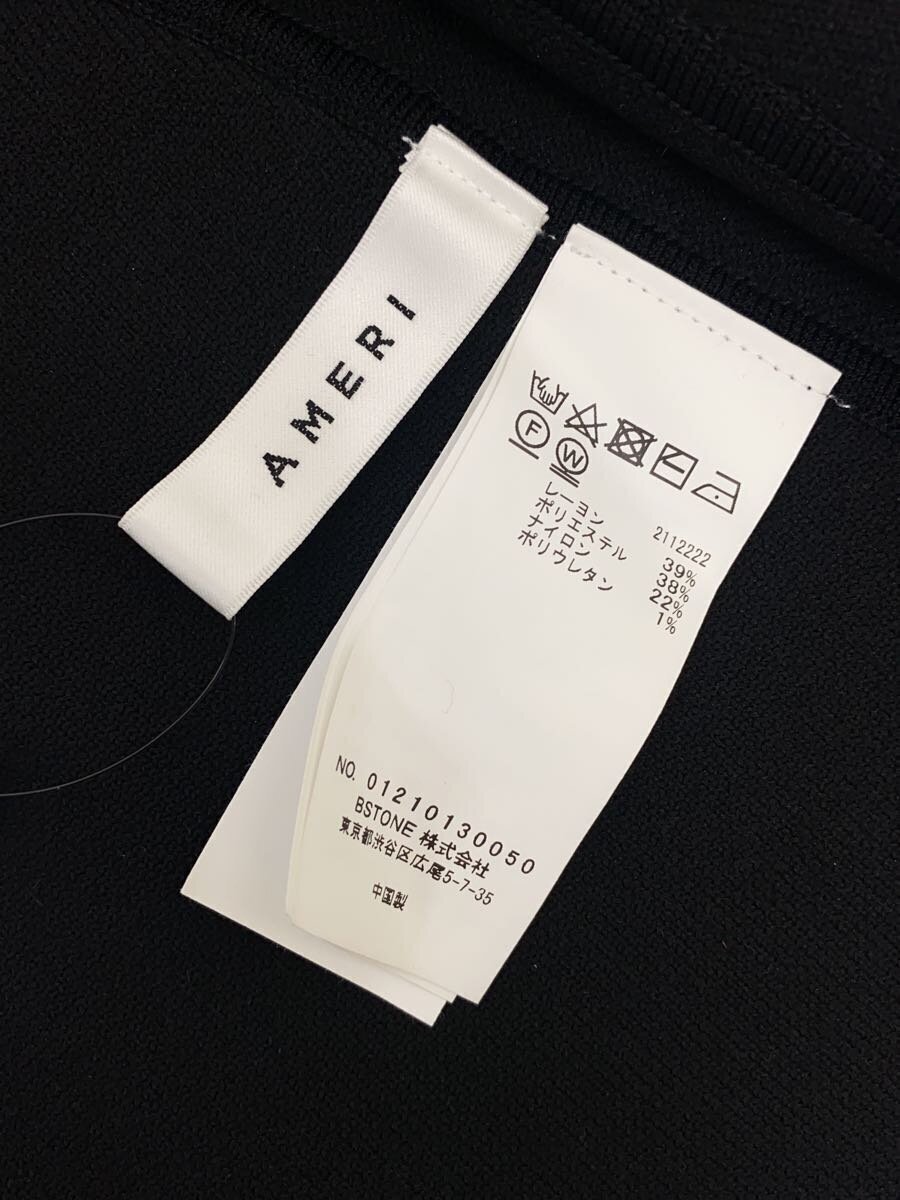 AMERI
F
W
2112222
レーヨン 39%
ポリエステル 38%
ナイロン 22%
ポリウレタン 1%
NO. 01210130050
BSTONE 株式会社
東京都渋谷区広尾5-7-35
中国製